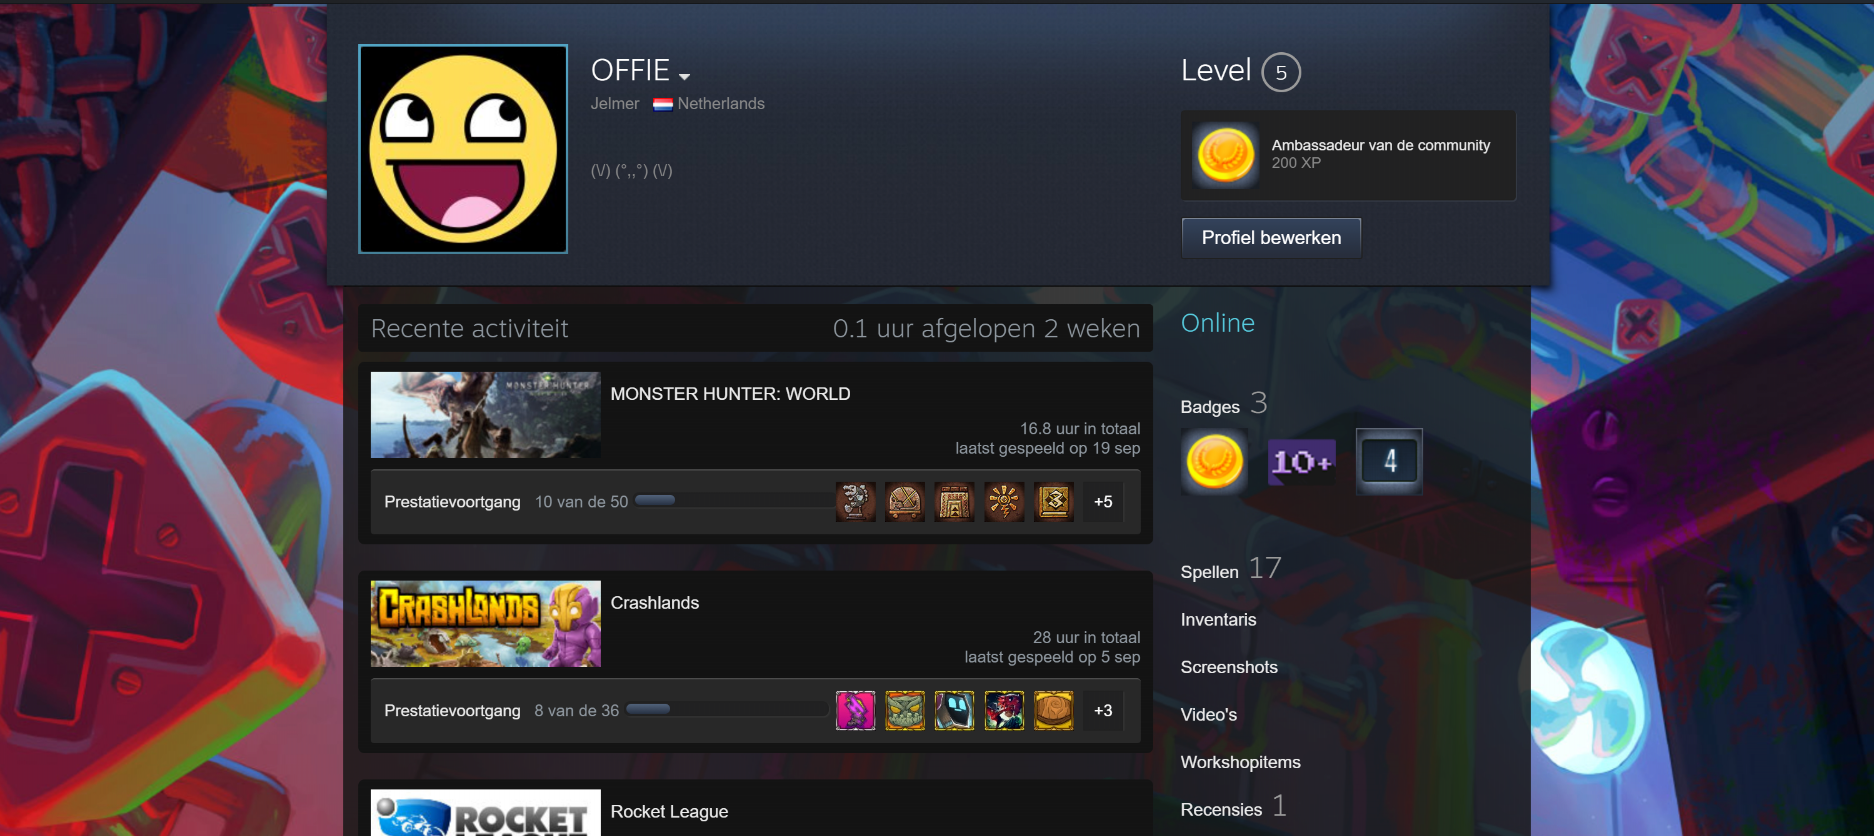 OFFIE
Jelmer Netherlands
(\/) (°,,°) (\/)
Level 5
Ambassadeur van de community
200 XP
Profiel bewerken
Recente activiteit 0.1 uur afgelopen 2 weken
MONSTER HUNTER
MONSTER HUNTER: WORLD
16.8 uur in totaal
laatst gespeeld op 19 sep
Prestatievoortgang 10 van de 50 +5
CRASHLANDS
Crashlands
28 uur in totaal
laatst gespeeld op 5 sep
Prestatievoortgang 8 van de 36 +3
ROCKET
Rocket League
Online
Badges 3
10+ 4
Spellen 17
Inventaris
Screenshots
Video's
Workshopitems
Recensies 1